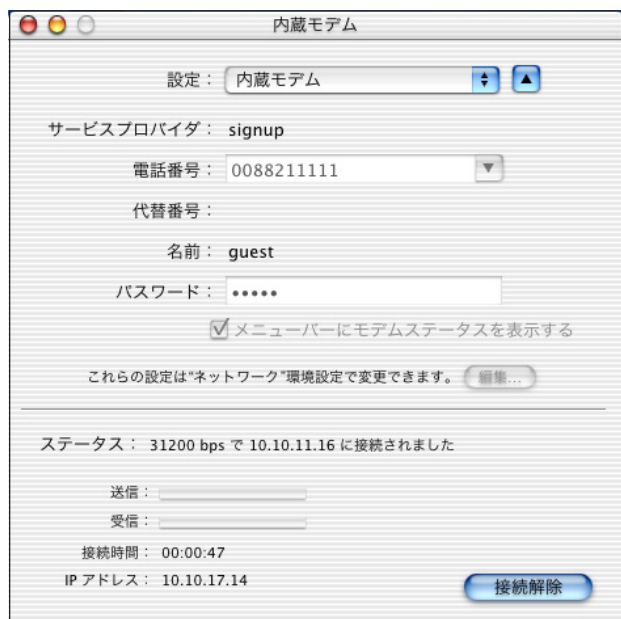 内蔵モデム
設定： 内蔵モデム
サービスプロバイダ： signup
電話番号： 0088211111
代替番号：
名前： guest
パスワード： •••••
メニューバーにモデムステータスを表示する
これらの設定は“ネットワーク”環境設定で変更できます。 編集...
ステータス： 31200 bps で 10.10.11.16 に接続されました
送信：
受信：
接続時間： 00:00:47
IP アドレス： 10.10.17.14
接続解除